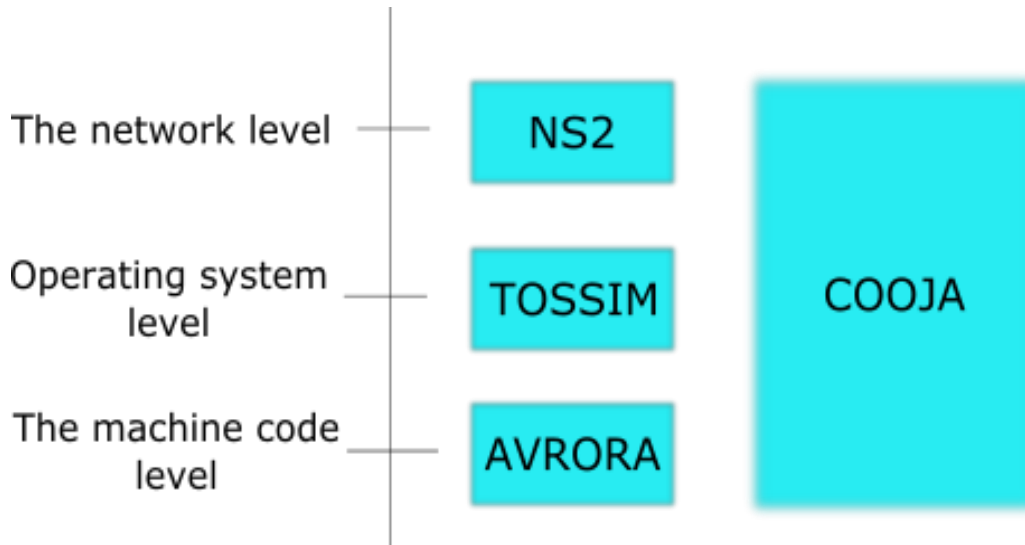 The network level
NS2
Operating system
level
TOSSIM
COOJA
The machine code
level
AVRORA